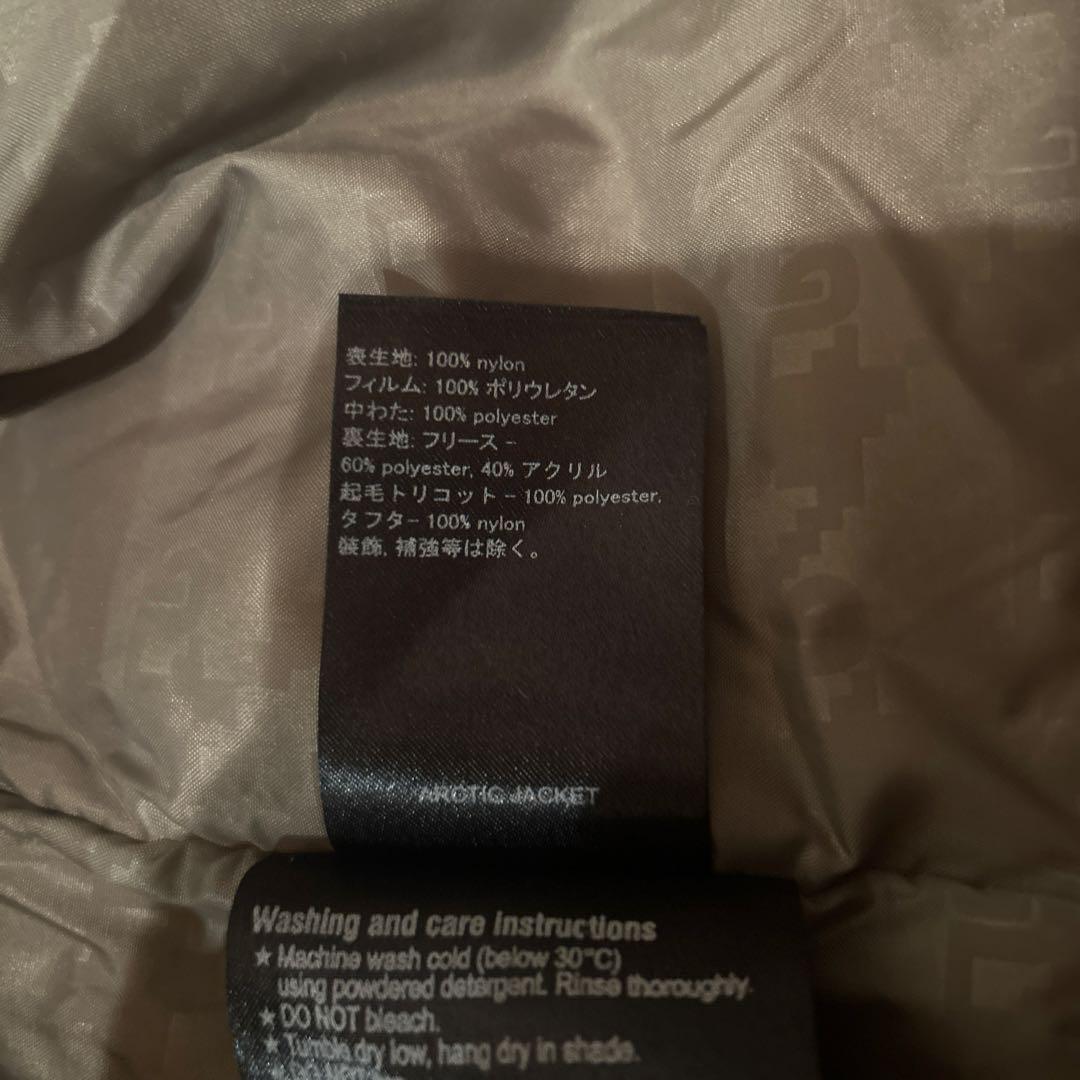 表生地: 100% nylon
フィルム: 100% ポリウレタン
中わた: 100% polyester
裏生地: フリース -
60% polyester, 40% アクリル
起毛トリコット - 100% polyester.
タフター 100% nylon
装飾, 補強等は除く。
ARCTIC JACKET
Washing and care instructions
★ Machine wash cold (below 30°C)
using powdered detergent. Rinse thoroughly.
★ DO NOT bleach.
★ Tumble dry low, hang dry in shade.